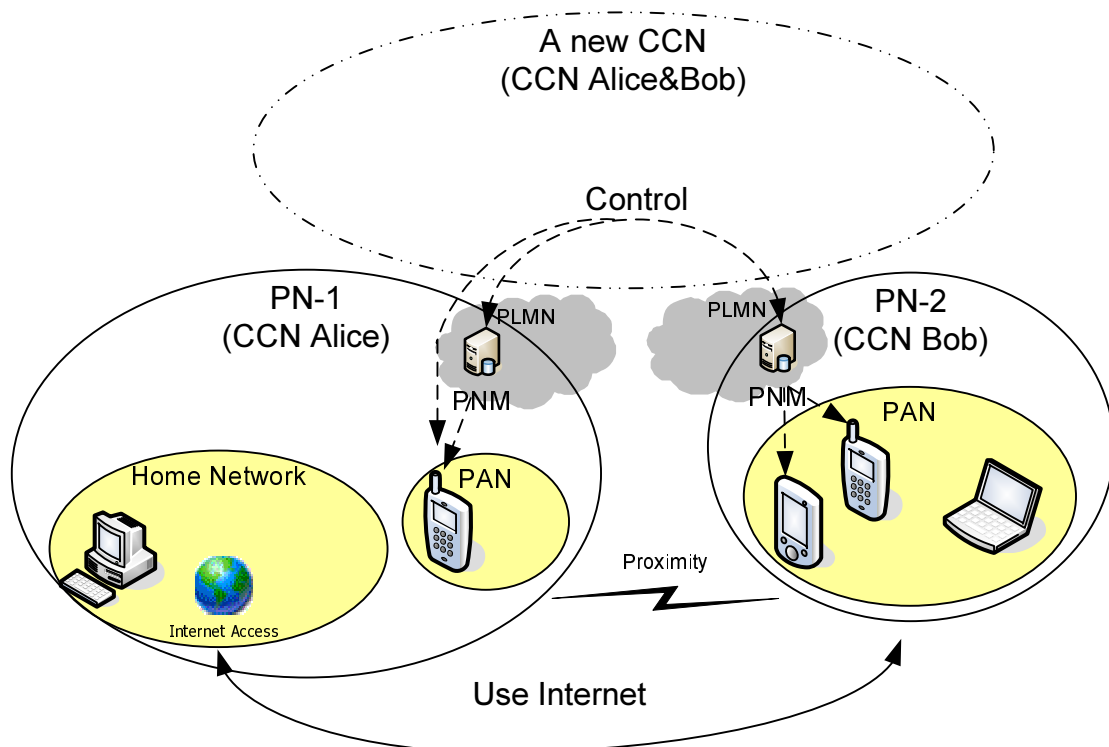 A new CCN
(CCN Alice&Bob)
Control
PN-1
(CCN Alice)
PLMN
PNM
PLMN
PNM
PN-2
(CCN Bob)
Home Network
PAN
PAN
Internet Access
Proximity
Use Internet